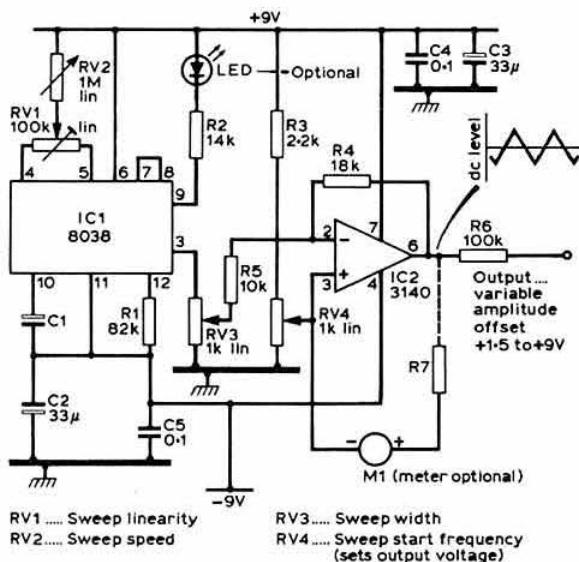 +9V
RV2
1M
lin
RV1
100k
lin
LED
Optional
C4
0·1
C3
33µ
R2
14k
R3
2·2k
R4
18k
dc level
4
5
6
7
8
9
IC1
8038
3
10
11
12
2
7
6
3
4
IC2
3140
R6
100k
R5
10k
C1
R1
82k
RV3
1k lin
RV4
1k lin
Output....
variable
amplitude
offset
+1·5 to+9V
R7
C2
33µ
C5
0·1
-9V
-
+
M1 (meter optional)
RV1 ..... Sweep linearity
RV2 ..... Sweep speed
RV3..... Sweep width
RV4..... Sweep start frequency
(sets output voltage)